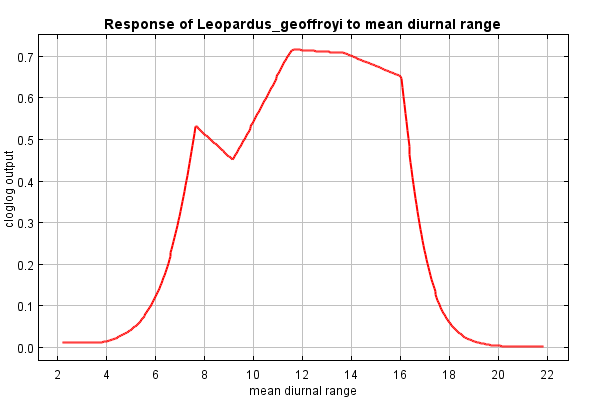 Response of Leopardus_geoffroyi to mean diurnal range
cloglog output
0.7
0.6
0.5
0.4
0.3
0.2
0.1
0.0
2 4 6 8 10 12 14 16 18 20 22
mean diurnal range